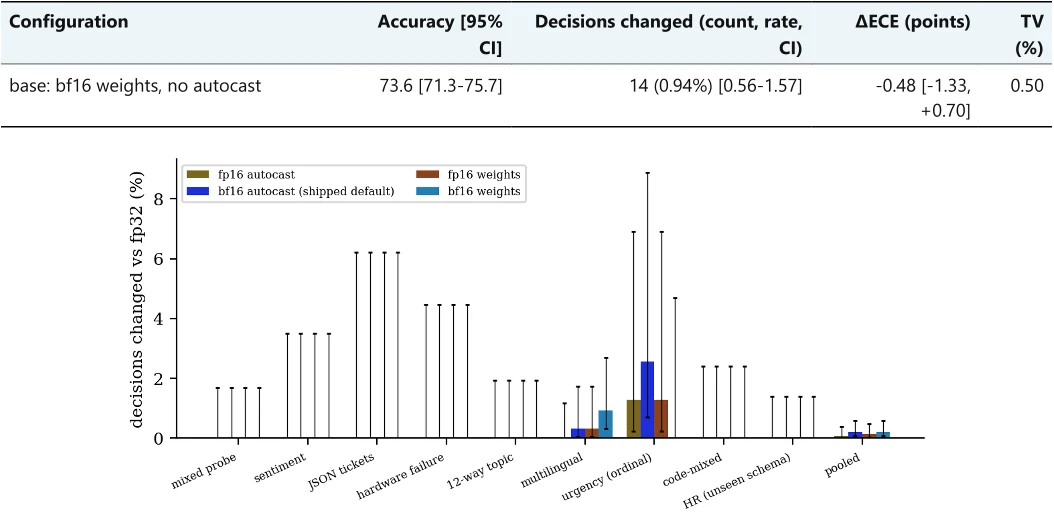 Configuration Accuracy [95% CI] Decisions changed (count, rate, CI) ΔECE (points) TV (%)
base: bf16 weights, no autocast 73.6 [71.3-75.7] 14 (0.94%) [0.56-1.57] -0.48 [-1.33, +0.70] 0.50
fp16 autocast
bf16 autocast (shipped default)
fp16 weights
bf16 weights
decisions changed vs fp32 (%)
8
6
4
2
0
mixed probe
sentiment
JSON tickets
hardware failure
12-way topic
multilingual
urgency (ordinal)
code-mixed
HR (unseen schema)
pooled